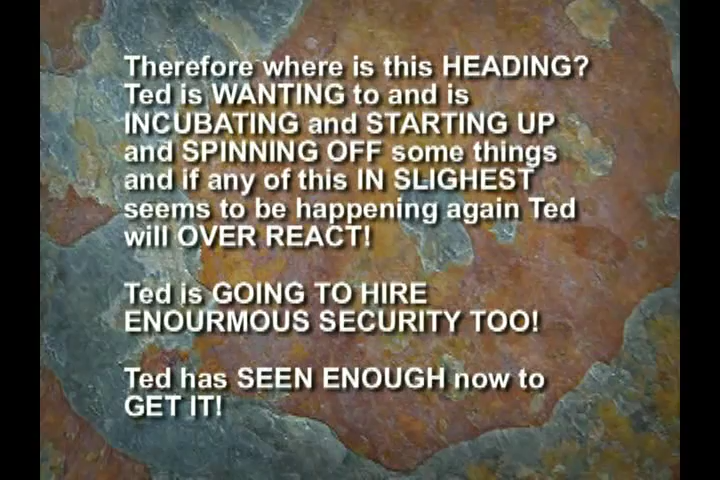 Therefore where is this HEADING?
Ted is WANTING to and is
INCUBATING and STARTING UP
and SPINNING OFF some things
and if any of this IN SLIGHEST
seems to be happening again Ted
will OVER REACT!
Ted is GOING TO HIRE
ENOURMOUS SECURITY TOO!
Ted has SEEN ENOUGH now to
GET IT!